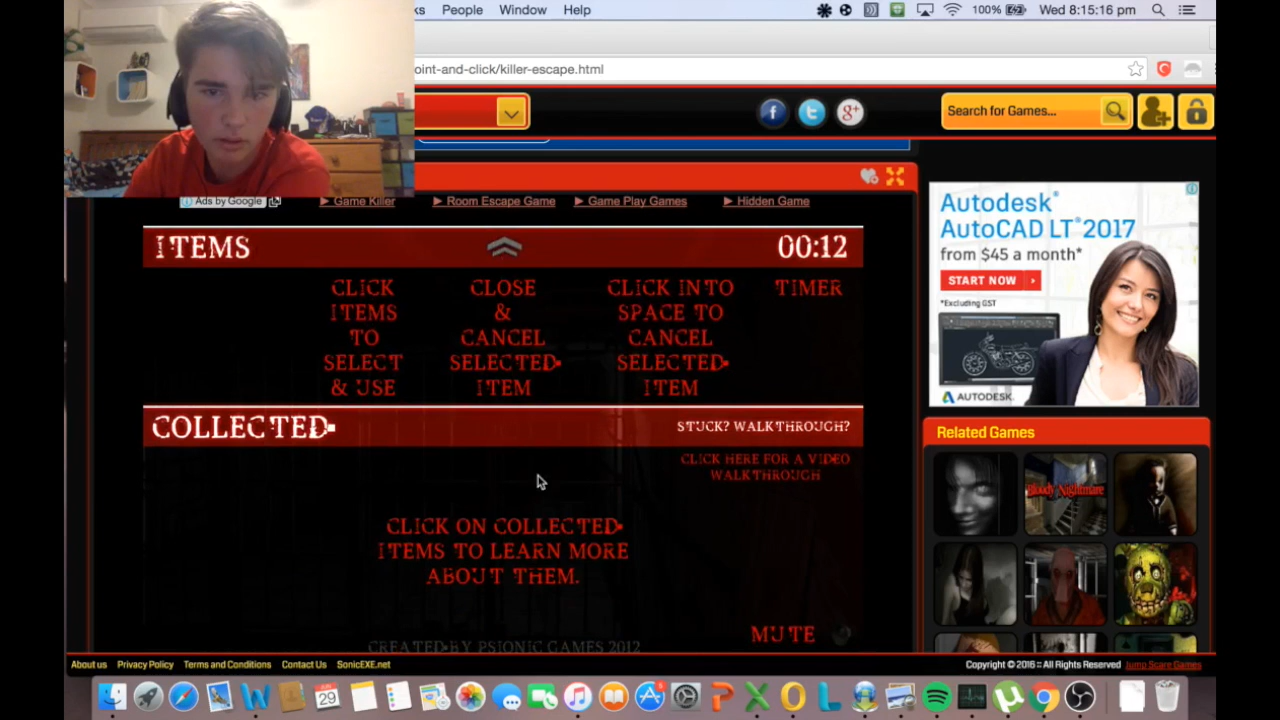 ks People Window Help 100% Wed 8:15:16 pm
oint-and-click/killer-escape.html
f t g+ Search for Games...
Ads by Google ► Game Killer ► Room Escape Game ► Game Play Games ► Hidden Game
ITEMS 00:12
CLICK ITEMS TO SELECT & USE
CLOSE & CANCEL SELECTED ITEM
CLICK INTO SPACE TO CANCEL SELECTED ITEM
TIMER
COLLECTED STUCK? WALKTHROUGH?
CLICK HERE FOR A VIDEO
WALKTHROUGH
CLICK ON COLLECTED
ITEMS TO LEARN MORE
ABOUT THEM.
MUTE
CREATED BY PSIONIC GAMES 2012
Autodesk®
AutoCAD LT® 2017
from $45 a month*
START NOW ›
*Excluding GST
AUTODESK®
Related Games
Bloody Nightmare
About us Privacy Policy Terms and Conditions Contact Us SonicEXE.net Copyright © 2016 :: All Rights Reserved Jump Scare Games
29